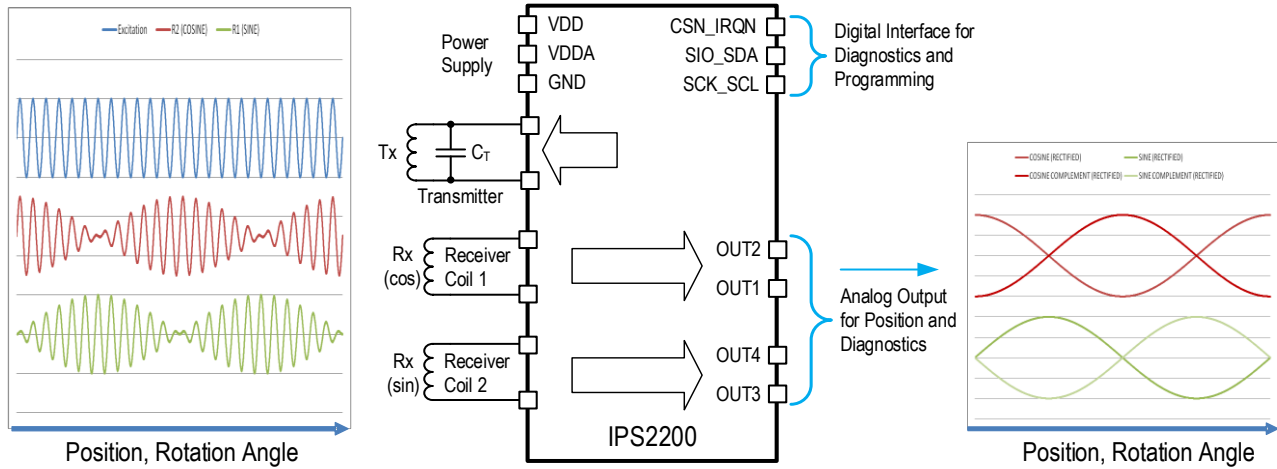 Excitation R2 (COSINE) R1 (SINE)
Position, Rotation Angle
Power
Supply
VDD
VDDA
GND
Tx
CT
Transmitter
Rx
(cos)
Receiver
Coil 1
Rx
(sin)
Receiver
Coil 2
CSN_IRQN
SIO_SDA
SCK_SCL
OUT2
OUT1
OUT4
OUT3
IPS2200
Digital Interface for
Diagnostics and
Programming
Analog Output
for Position and
Diagnostics
COSINE (RECTIFIED) SINE (RECTIFIED)
COSINE COMPLEMENT (RECTIFIED) SINE COMPLEMENT (RECTIFIED)
Position, Rotation Angle